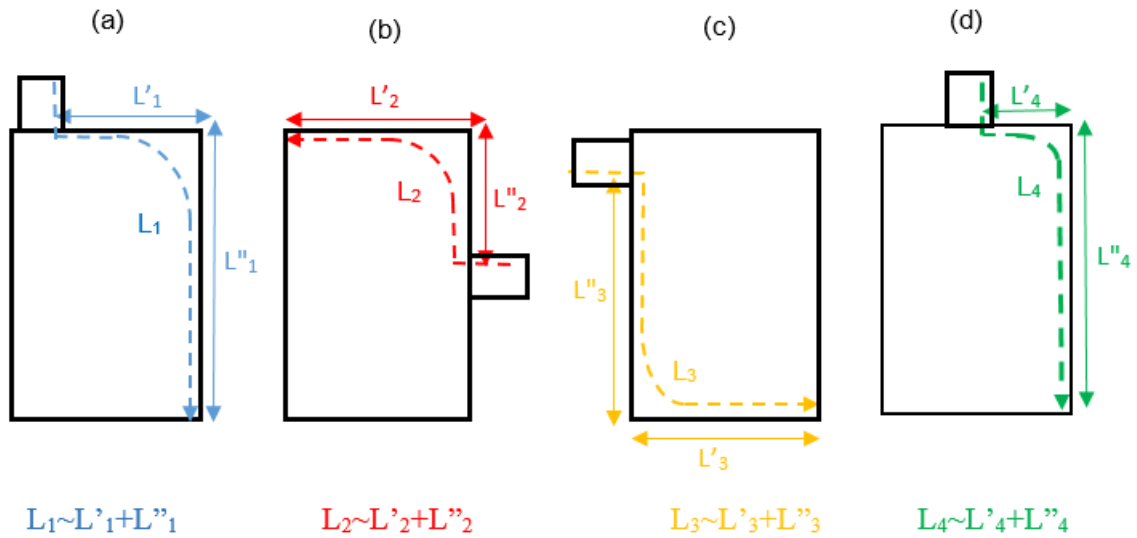 (a) (b) (c) (d)
L'₁ L'₂ L'₄
L₁ L₂ L"₂ L₄
L"₁ L"₃ L"₄
L₃
L'₃
L₁~L'₁+L"₁ L₂~L'₂+L"₂ L₃~L'₃+L"₃ L₄~L'₄+L"₄